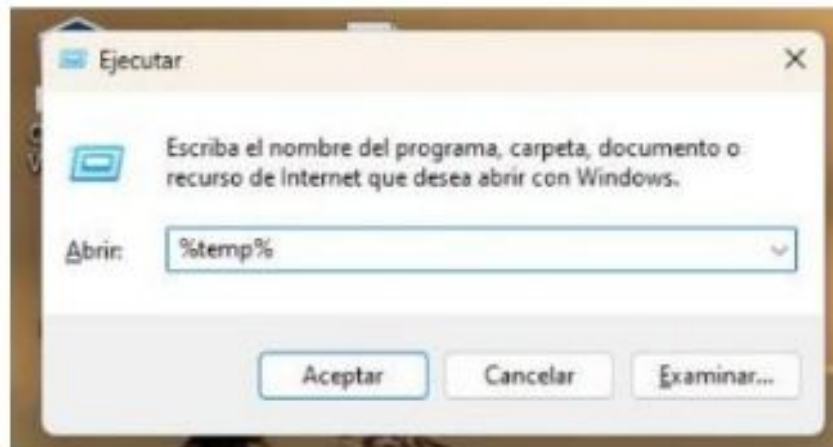 Ejecutar
Escriba el nombre del programa, carpeta, documento o
recurso de Internet que desea abrir con Windows.
Abrir: %temp%
Aceptar Cancelar Examinar...